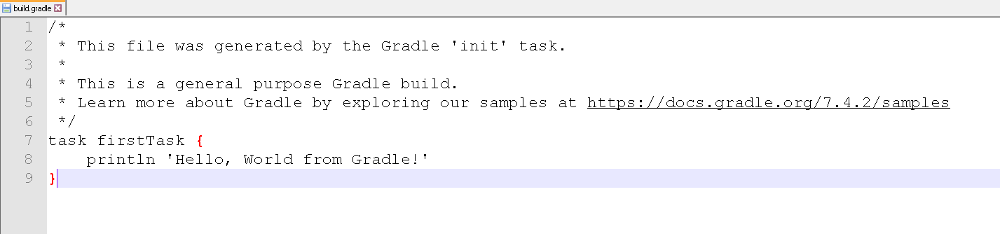 build.gradle
1 /*
2  * This file was generated by the Gradle 'init' task.
3  *
4  * This is a general purpose Gradle build.
5  * Learn more about Gradle by exploring our samples at https://docs.gradle.org/7.4.2/samples
6  */
7 task firstTask {
8     println 'Hello, World from Gradle!'
9 }